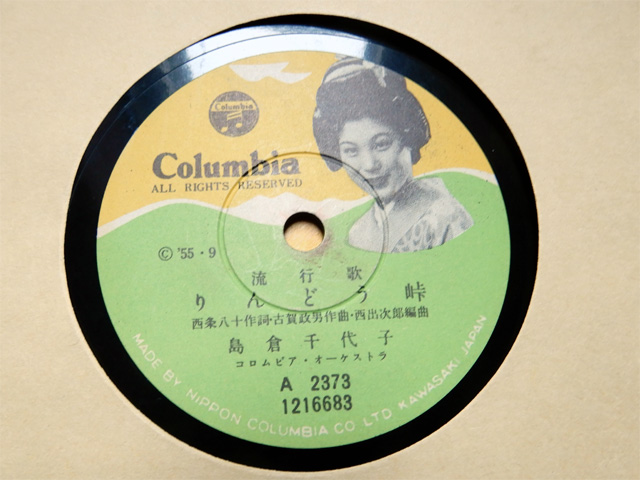 Columbia
Columbia
ALL RIGHTS RESERVED
© '55・9
流行歌
りんどう峠
西条八十作詞・古賀政男作曲・西出次郎編曲
島倉千代子
コロムビア・オーケストラ
A 2373
1216683
MADE BY NIPPON COLUMBIA CO. LTD KAWASAKI JAPAN